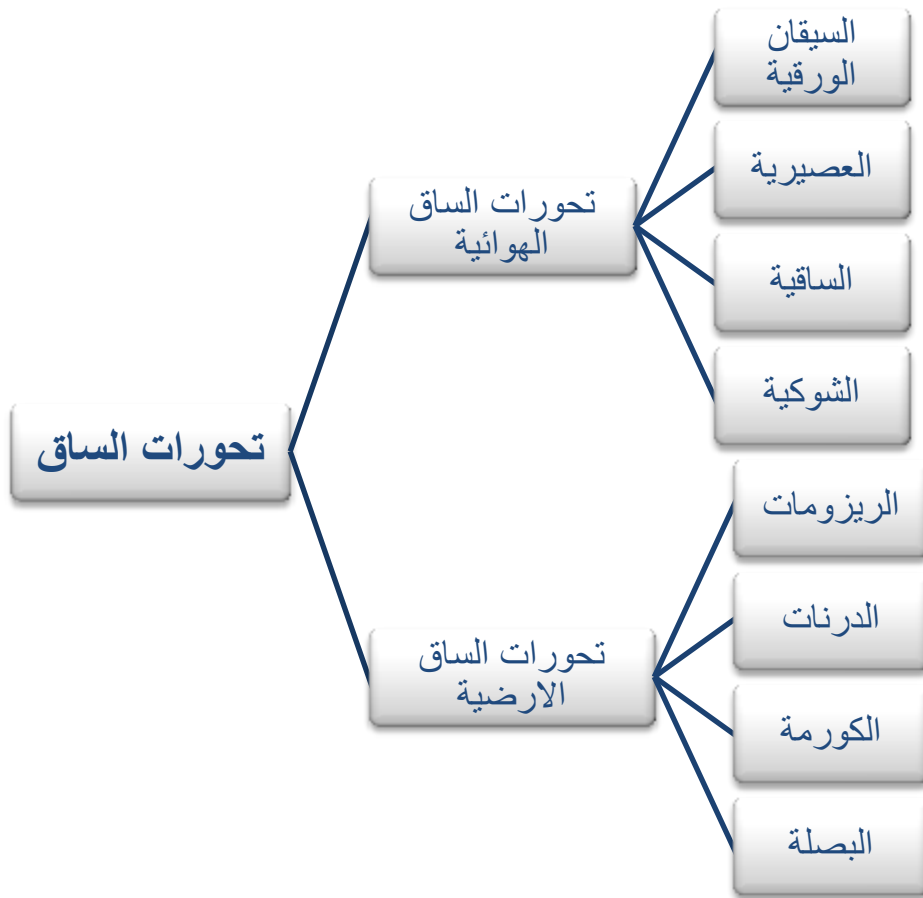 تحورات الساق
تحورات الساق
الهوائية
السيقان
الورقية
العصيرية
الساقية
الشوكية
تحورات الساق
الارضية
الريزومات
الدرنات
الكورمة
البصلة